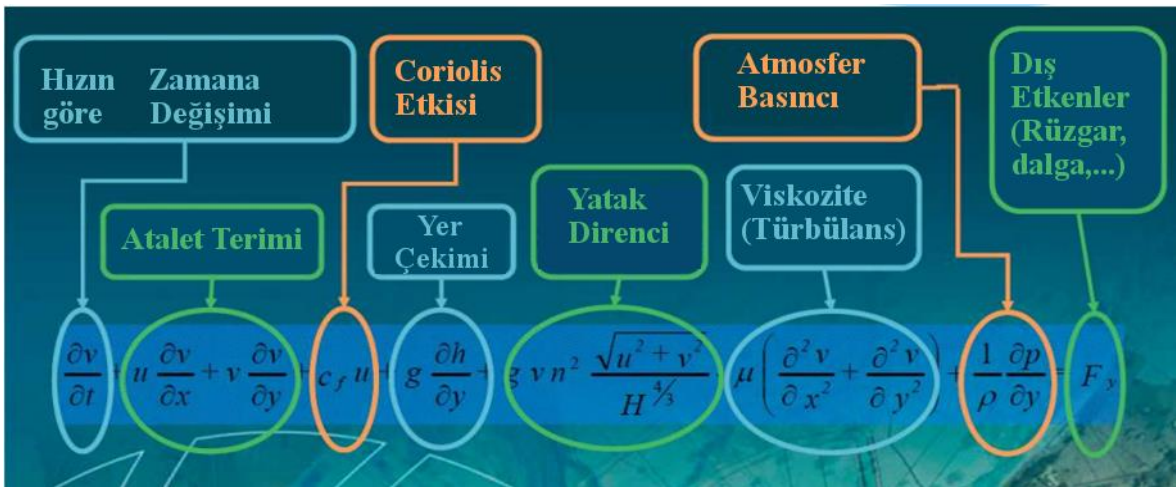 Hızın Zamana
göre Değişimi
Coriolis
Etkisi
Atmosfer
Basıncı
Dış
Etkenler
(Rüzgar,
dalga,...)
Atalet Terimi
Yer
Çekimi
Yatak
Direnci
Viskozite
(Türbülans)
∂v/∂t + u ∂v/∂x + v ∂v/∂y + c_f u + g ∂h/∂y + g v n² √(u² + v²) / H^(4/3) μ (∂²v/∂x² + ∂²v/∂y²) + 1/ρ ∂p/∂y = F_y